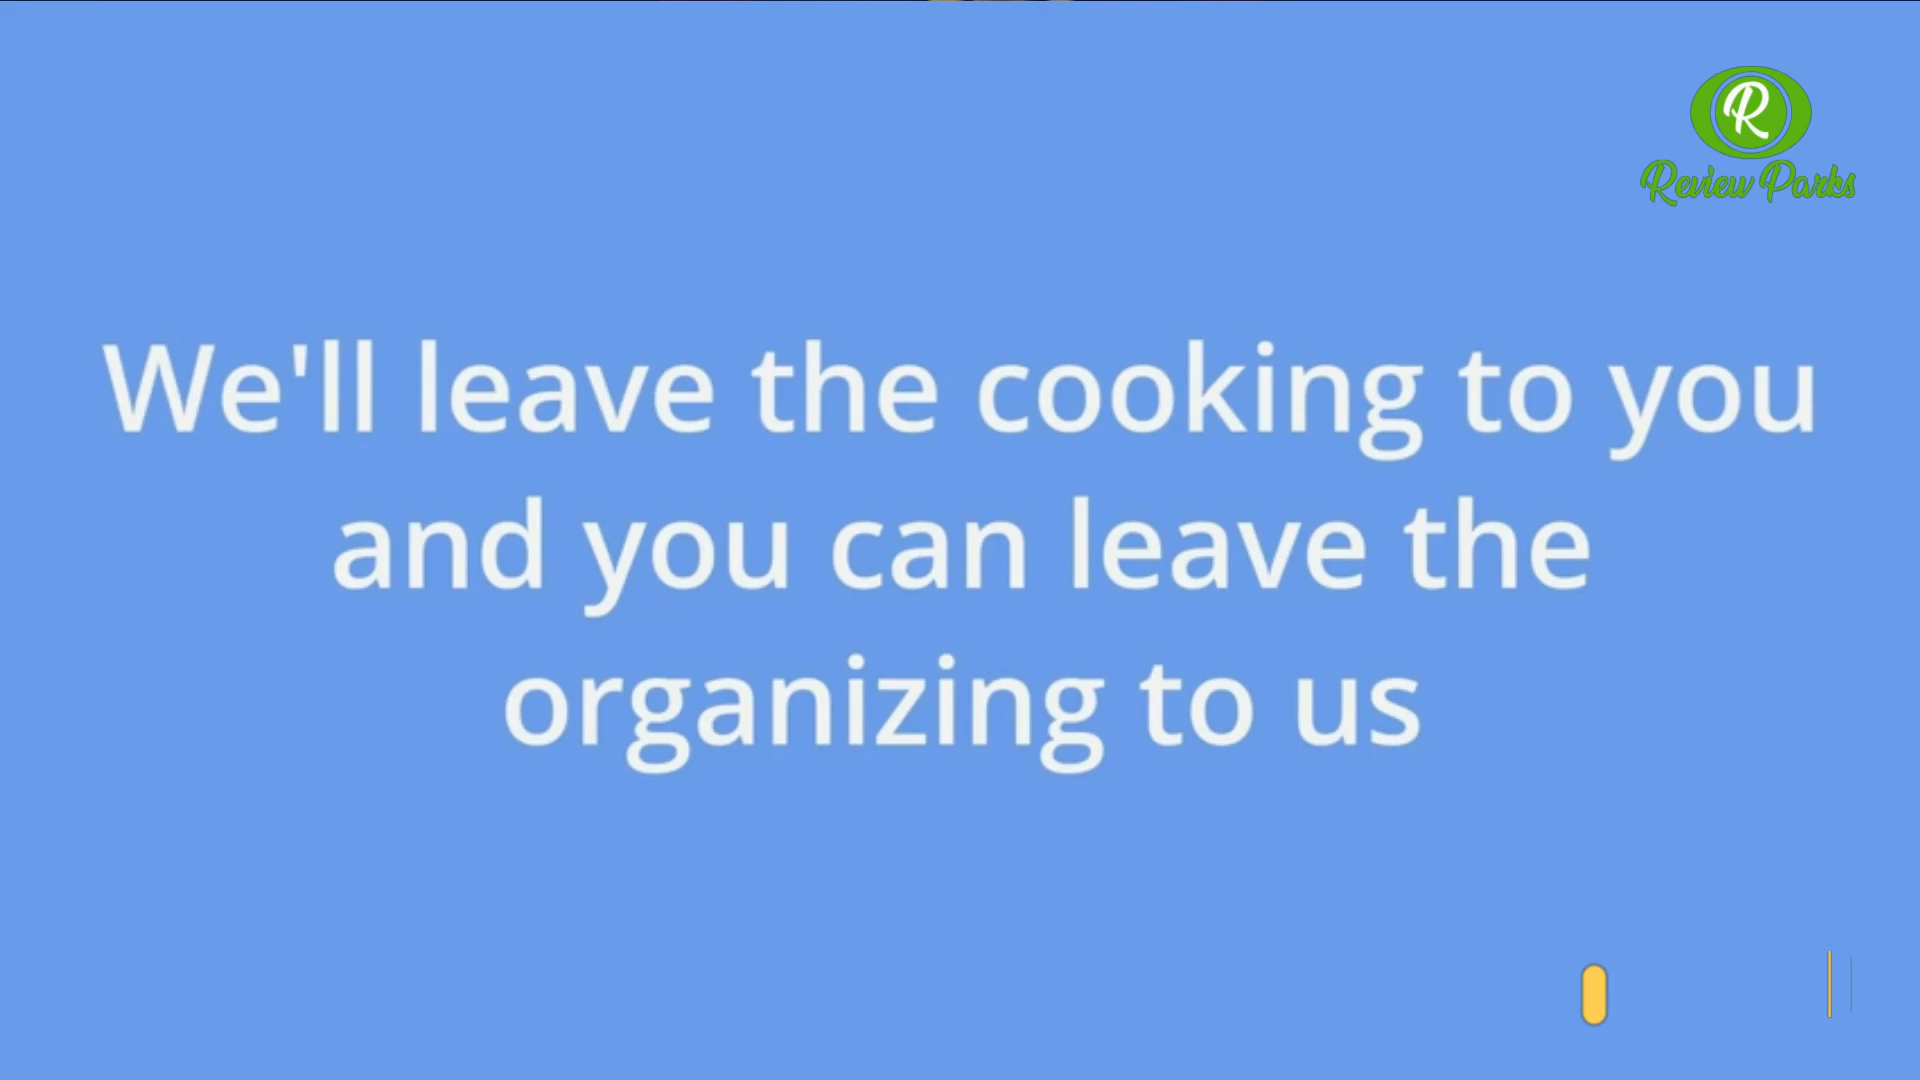 R
Review Parks
We'll leave the cooking to you
and you can leave the
organizing to us